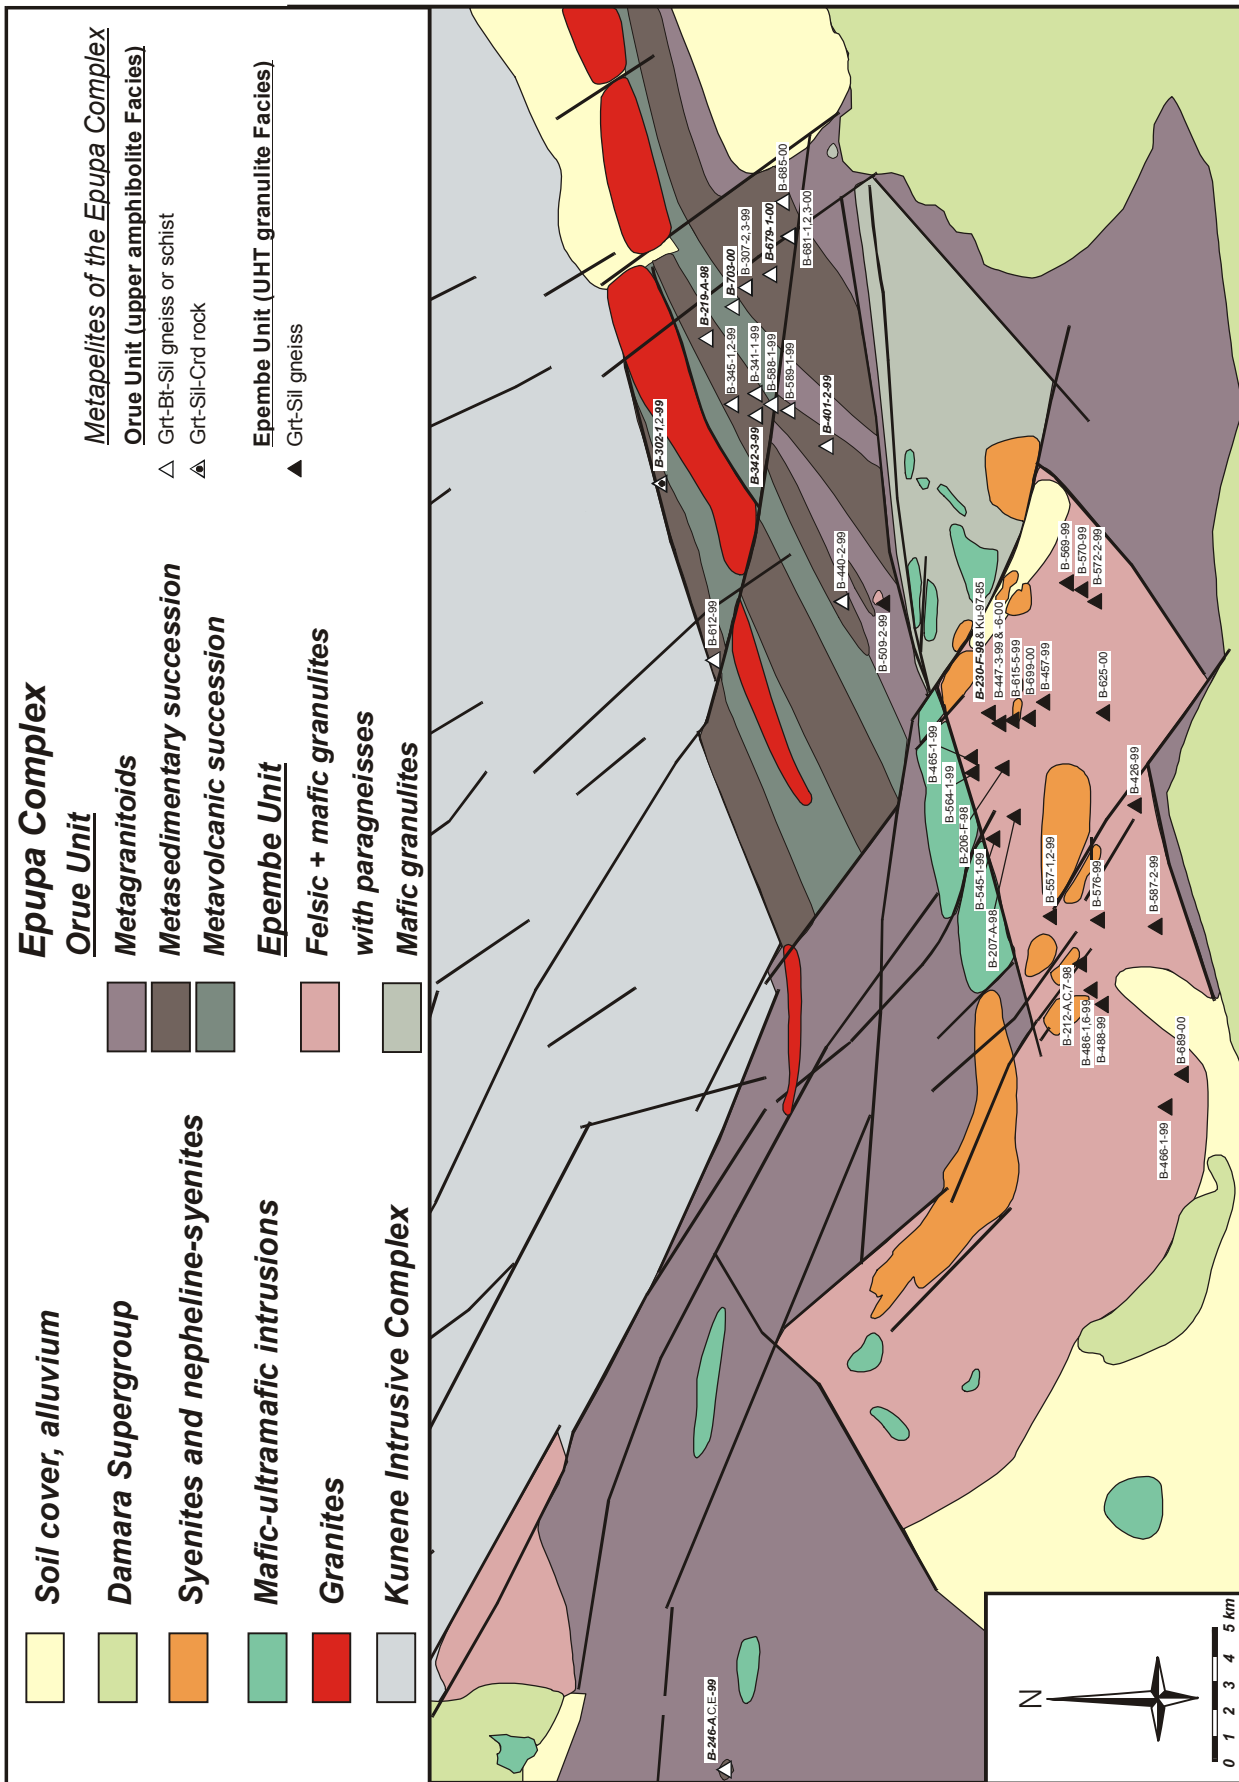 Soil cover, alluvium
Damara Supergroup
Syenites and nepheline-syenites
Mafic-ultramafic intrusions
Granites
Kunene Intrusive Complex
Epupa Complex
Orue Unit
Metagranitoids
Metasedimentary succession
Metavolcanic succession
Epembe Unit
Felsic + mafic granulites
with paragneisses
Mafic granulites
Metapelites of the Epupa Complex
Orue Unit (upper amphibolite Facies)
Grt-Bt-Sil gneiss or schist
Grt-Sil-Crd rock
Epembe Unit (UHT granulite Facies)
Grt-Sil gneiss
B-246-A,C,E-99
B-612-99
B-302-1,2-99
B-219-A-98
B-345-1,2-99
B-703-00
B-307-2,3-99
B-342-3-99
B-341-1-99
B-588-1-99
B-589-1-99
B-679-1-00
B-685-00
B-681-1,2,3-00
B-401-2-99
B-440-2-99
B-509-2-99
B-465-1-99
B-564-1-99
B-206-F-98
B-545-1-99
B-207-A-98
B-230-F-98 & Ku-97-85
B-447-3-99 & -6-00
B-615-5-99
B-699-00
B-457-99
B-569-99
B-570-99
B-572-2-99
B-625-00
B-426-99
B-557-1,2-99
B-576-99
B-587-2-99
B-212-A,C,7-98
B-486-1,6-99
B-488-99
B-689-00
B-466-1-99
N
0 1 2 3 4 5 km